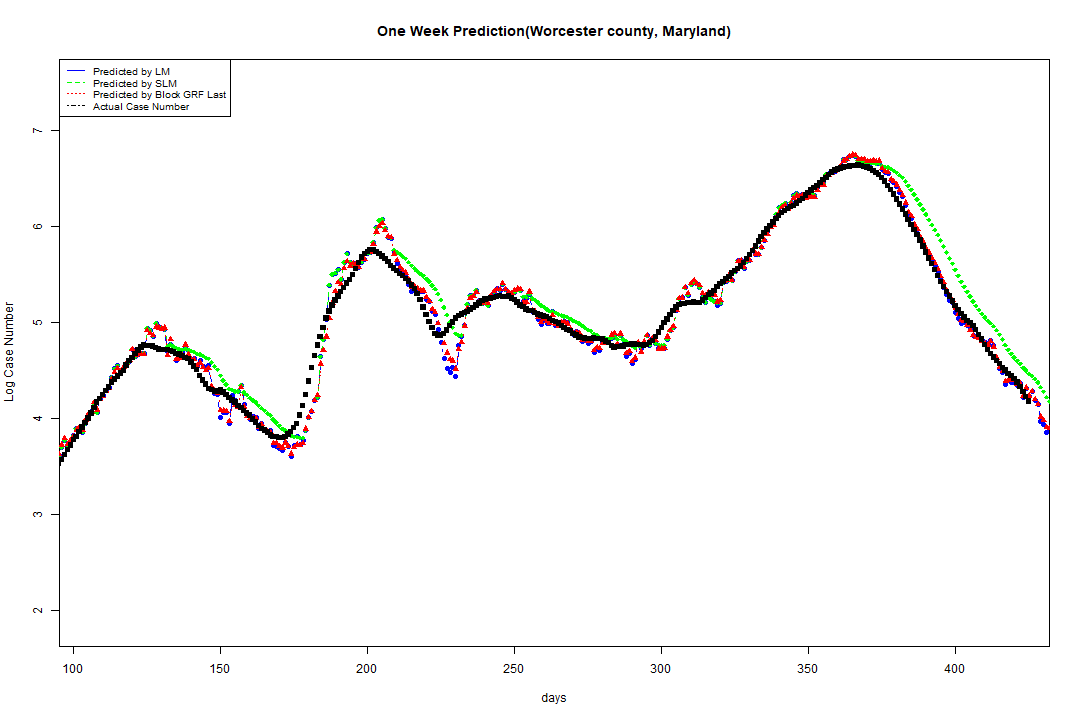 One Week Prediction(Worcester county, Maryland)
Predicted by LM
Predicted by SLM
Predicted by Block GRF Last
Actual Case Number
7
6
5
4
3
2
Log Case Number
100 150 200 250 300 350 400
days